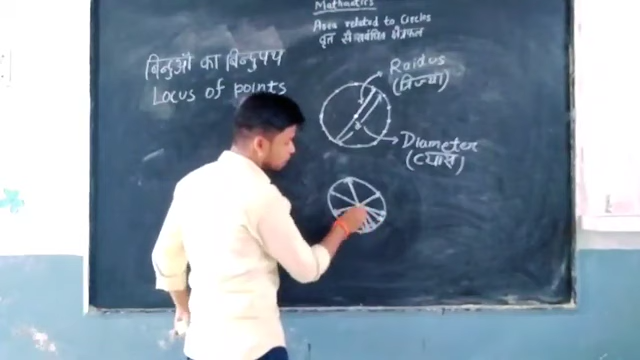 Mathematics
Area related to Circles
वृत से संबंधित क्षेत्रफल
बिन्दुओं का बिन्दुपथ
Locus of points
Raidus
(त्रिज्या)
Diameter
(व्यास)